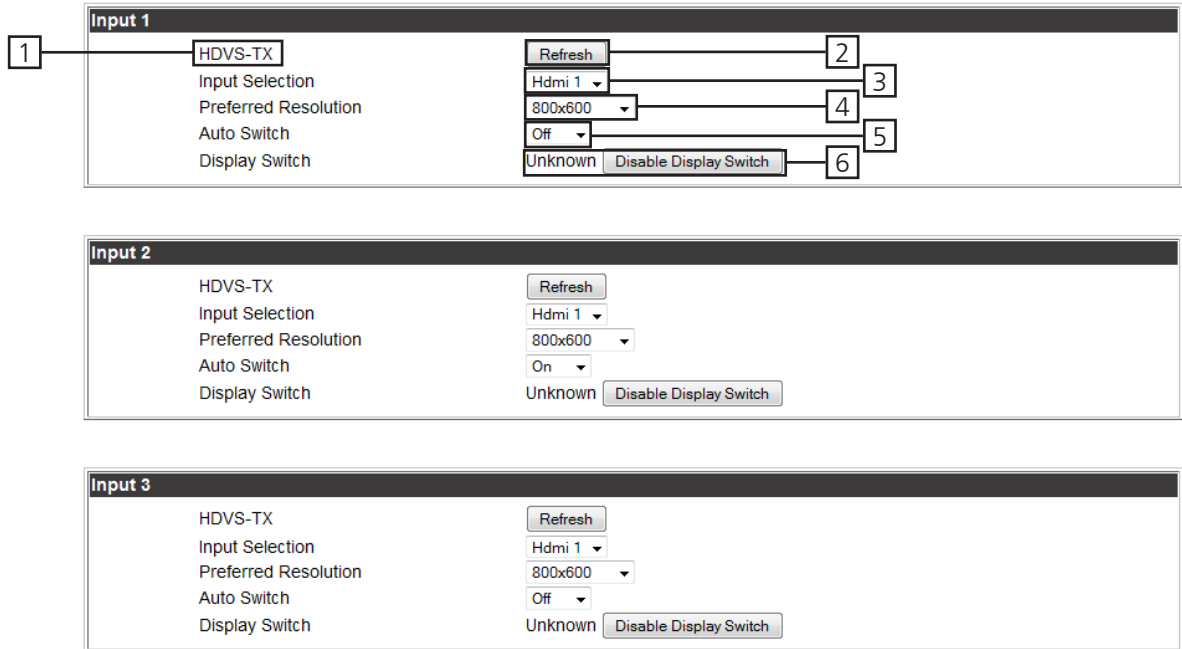 Input 1
1 HDVS-TX Refresh 2
Input Selection Hdmi 1 3
Preferred Resolution 800x600 4
Auto Switch Off 5
Display Switch Unknown Disable Display Switch 6
Input 2
HDVS-TX Refresh
Input Selection Hdmi 1
Preferred Resolution 800x600
Auto Switch On
Display Switch Unknown Disable Display Switch
Input 3
HDVS-TX Refresh
Input Selection Hdmi 1
Preferred Resolution 800x600
Auto Switch Off
Display Switch Unknown Disable Display Switch